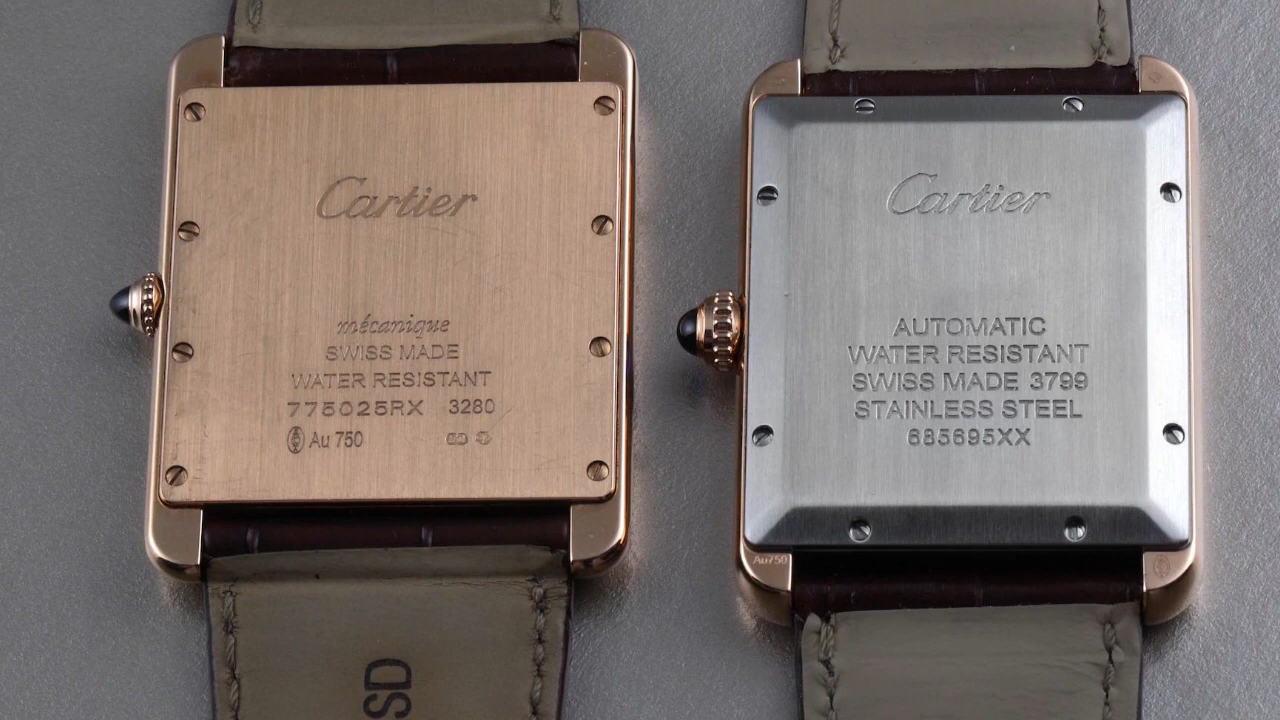 Cartier
mécanique
SWISS MADE
WATER RESISTANT
775025RX 3280
Au 750
SD
Cartier
AUTOMATIC
WATER RESISTANT
SWISS MADE 3799
STAINLESS STEEL
685695XX
Au750